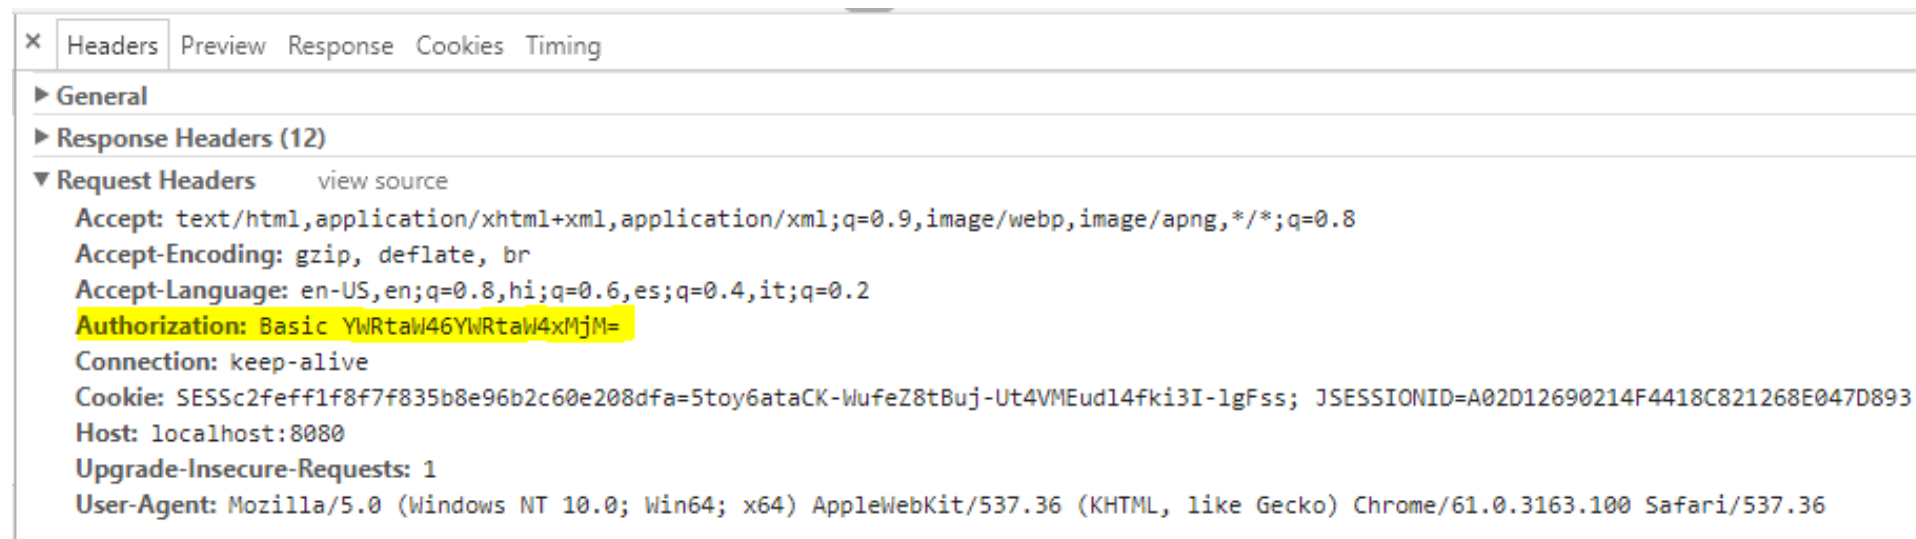 × Headers Preview Response Cookies Timing
▶ General
▶ Response Headers (12)
▼ Request Headers view source
Accept: text/html,application/xhtml+xml,application/xml;q=0.9,image/webp,image/apng,*/*;q=0.8
Accept-Encoding: gzip, deflate, br
Accept-Language: en-US,en;q=0.8,hi;q=0.6,es;q=0.4,it;q=0.2
Authorization: Basic YWRtaW46YWRtaW4xMjM=
Connection: keep-alive
Cookie: SESSc2feff1f8f7f835b8e96b2c60e208dfa=5toy6ataCK-WufeZ8tBuj-Ut4VMEudl4fki3I-lgFss; JSESSIONID=A02D12690214F4418C821268E047D893
Host: localhost:8080
Upgrade-Insecure-Requests: 1
User-Agent: Mozilla/5.0 (Windows NT 10.0; Win64; x64) AppleWebKit/537.36 (KHTML, like Gecko) Chrome/61.0.3163.100 Safari/537.36